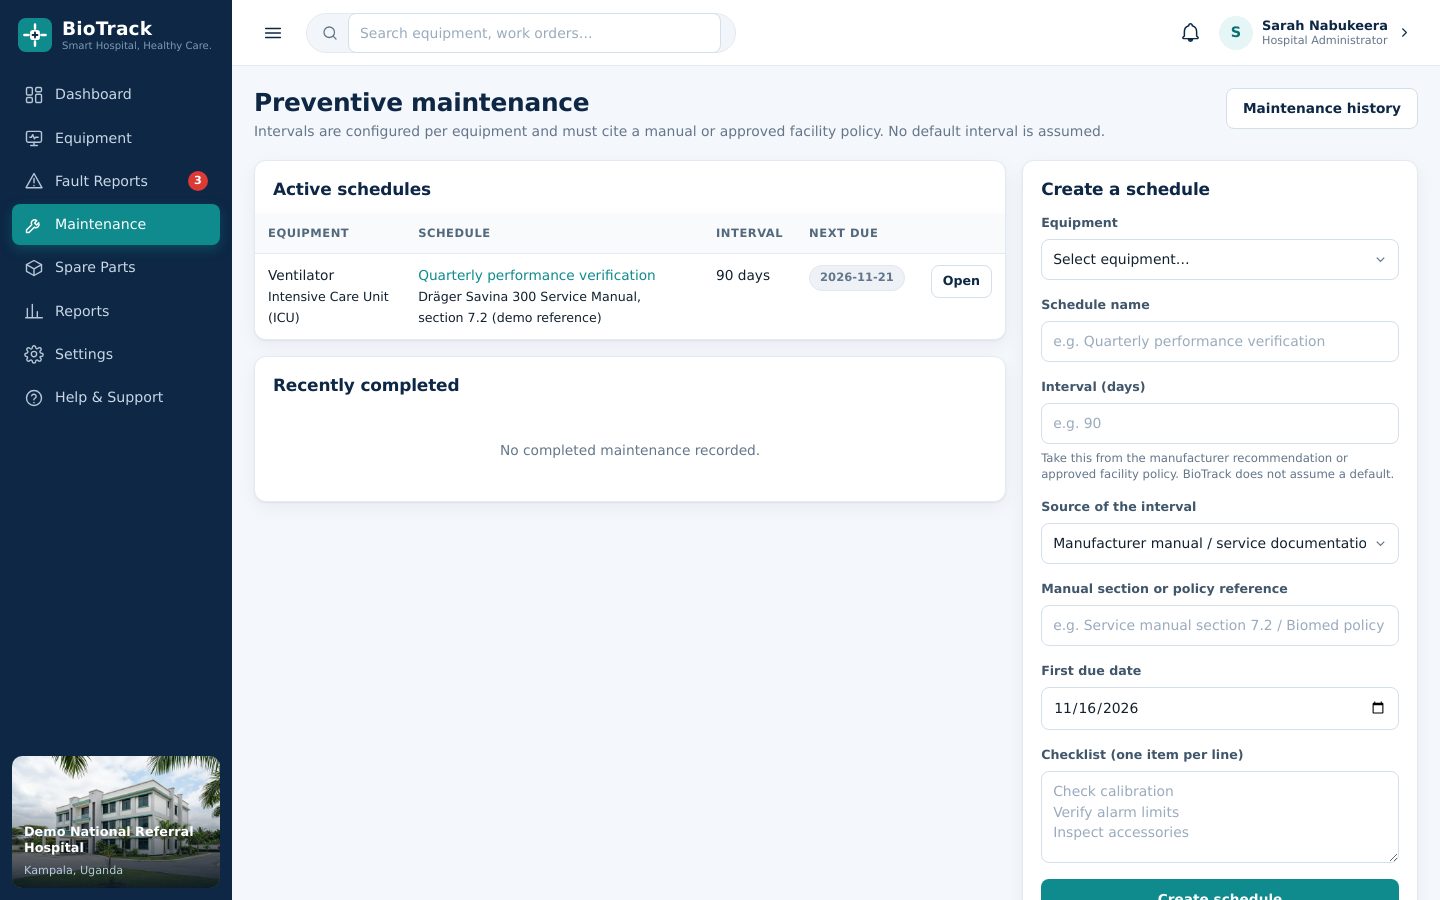 BioTrack
Smart Hospital, Healthy Care.
Dashboard
Equipment
Fault Reports 3
Maintenance
Spare Parts
Reports
Settings
Help & Support
Demo National Referral
Hospital
Kampala, Uganda
Search equipment, work orders...
S
Sarah Nabukeera
Hospital Administrator
Preventive maintenance
Intervals are configured per equipment and must cite a manual or approved facility policy. No default interval is assumed.
Maintenance history
Active schedules
EQUIPMENT SCHEDULE INTERVAL NEXT DUE
Ventilator Quarterly performance verification 90 days 2026-11-21 Open
Intensive Care Unit Dräger Savina 300 Service Manual,
(ICU) section 7.2 (demo reference)
Recently completed
No completed maintenance recorded.
Create a schedule
Equipment
Select equipment...
Schedule name
e.g. Quarterly performance verification
Interval (days)
e.g. 90
Take this from the manufacturer recommendation or
approved facility policy. BioTrack does not assume a default.
Source of the interval
Manufacturer manual / service documentatio
Manual section or policy reference
e.g. Service manual section 7.2 / Biomed policy
First due date
11/16/2026
Checklist (one item per line)
Check calibration
Verify alarm limits
Inspect accessories
Create schedule